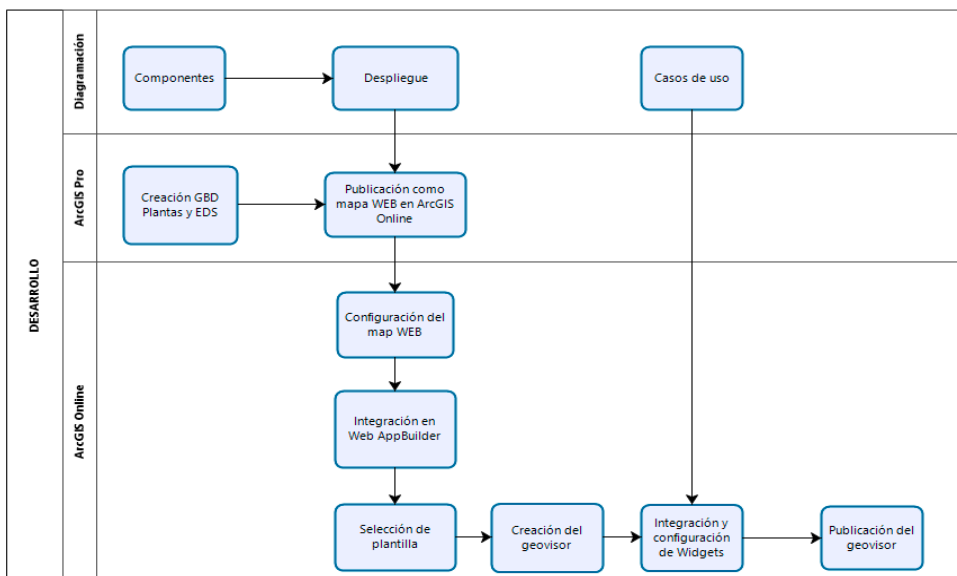 DESARROLLO
Diagramación
Componentes
Despliegue
Casos de uso
ArcGIS Pro
Creación GBD
Plantas y EDS
Publicación como
mapa WEB en ArcGIS
Online
ArcGIS Online
Configuración del
map WEB
Integración en
Web AppBuilder
Selección de
plantilla
Creación del
geovisor
Integración y
configuración
de Widgets
Publicación del
geovisor